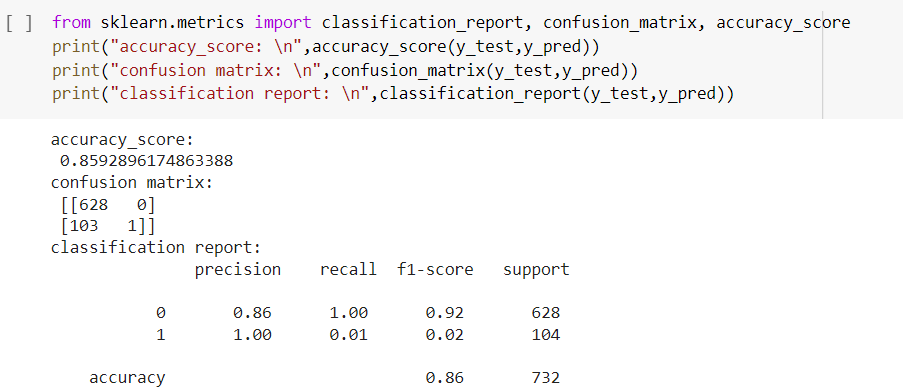 [ ] from sklearn.metrics import classification_report, confusion_matrix, accuracy_score
print("accuracy_score: \n",accuracy_score(y_test,y_pred))
print("confusion matrix: \n",confusion_matrix(y_test,y_pred))
print("classification report: \n",classification_report(y_test,y_pred))
accuracy_score:
0.8592896174863388
confusion matrix:
[[628   0]
[103   1]]
classification report:
precision    recall  f1-score   support
0       0.86      1.00      0.92       628
1       1.00      0.01      0.02       104
accuracy                           0.86       732